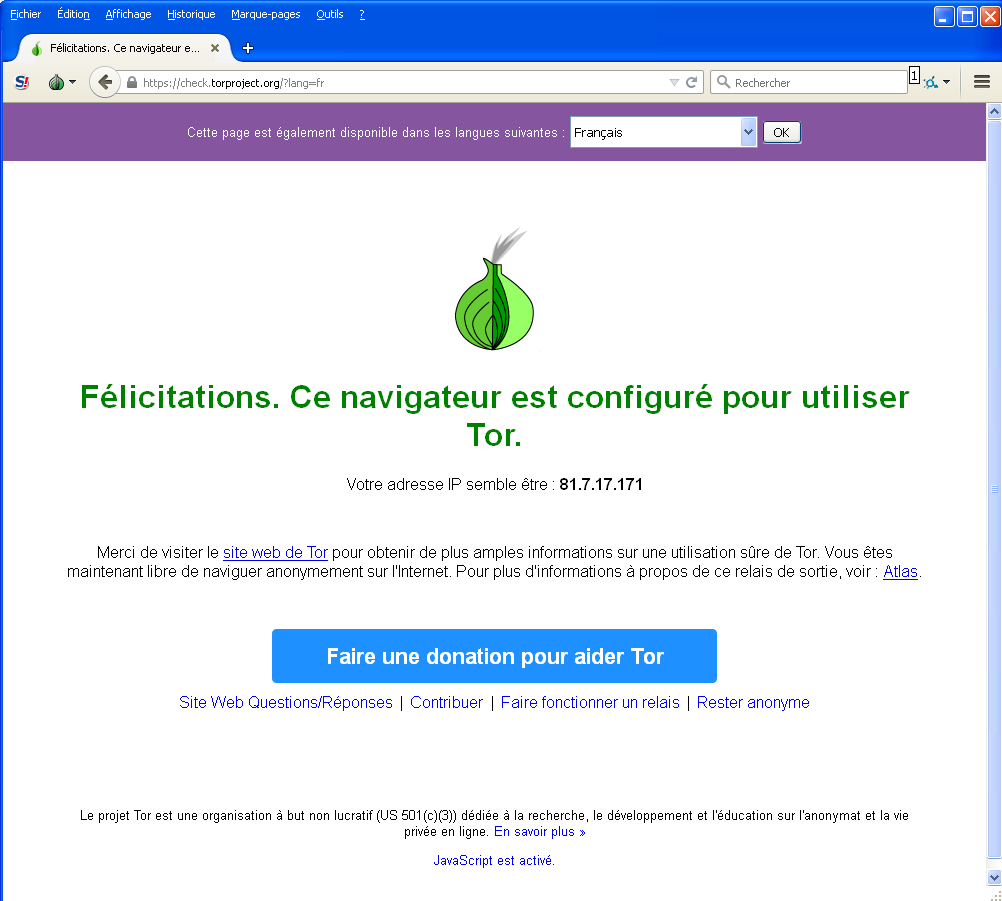 Fichier Édition Affichage Historique Marque-pages Outils ?
Félicitations. Ce navigateur e...
https://check.torproject.org/?lang=fr
Rechercher
1
Cette page est également disponible dans les langues suivantes : Français OK
Félicitations. Ce navigateur est configuré pour utiliser
Tor.
Votre adresse IP semble être : 81.7.17.171
Merci de visiter le site web de Tor pour obtenir de plus amples informations sur une utilisation sûre de Tor. Vous êtes
maintenant libre de naviguer anonymement sur l'Internet. Pour plus d'informations à propos de ce relais de sortie, voir : Atlas.
Faire une donation pour aider Tor
Site Web Questions/Réponses | Contribuer | Faire fonctionner un relais | Rester anonyme
Le projet Tor est une organisation à but non lucratif (US 501(c)(3)) dédiée à la recherche, le développement et l'éducation sur l'anonymat et la vie
privée en ligne. En savoir plus »
JavaScript est activé.